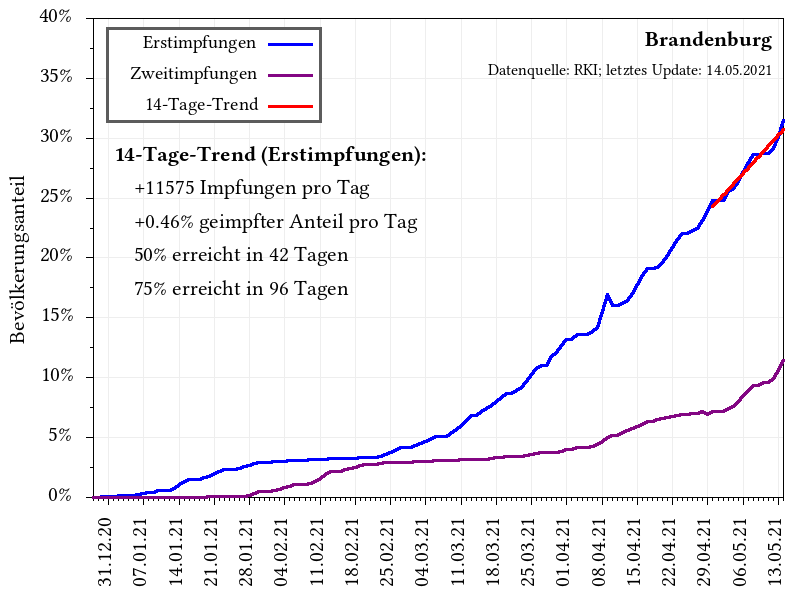 Brandenburg
Datenquelle: RKI; letztes Update: 14.05.2021
Erstimpfungen
Zweitimpfungen
14-Tage-Trend
14-Tage-Trend (Erstimpfungen):
+11575 Impfungen pro Tag
+0.46% geimpfter Anteil pro Tag
50% erreicht in 42 Tagen
75% erreicht in 96 Tagen
Bevölkerungsanteil
40%
35%
30%
25%
20%
15%
10%
5%
0%
31.12.20
07.01.21
14.01.21
21.01.21
28.01.21
04.02.21
11.02.21
18.02.21
25.02.21
04.03.21
11.03.21
18.03.21
25.03.21
01.04.21
08.04.21
15.04.21
22.04.21
29.04.21
06.05.21
13.05.21